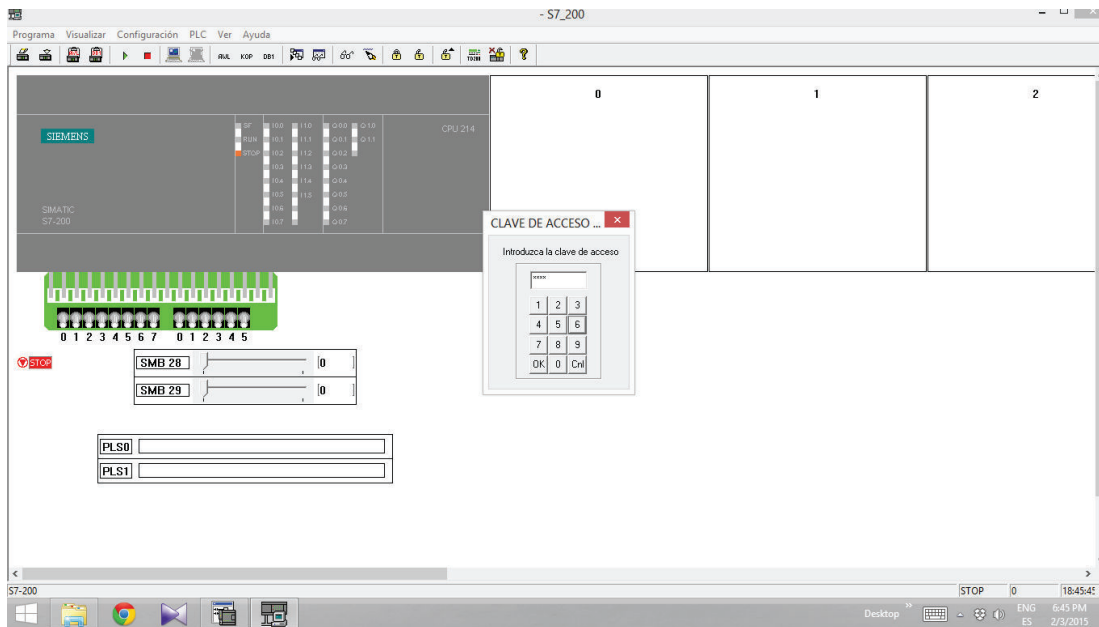 - S7_200
Programa Visualizar Configuración PLC Ver Ayuda
AWL KOP DB1 TD200
0 1 2
SIEMENS
CPU 214
SF I0.0 I1.0 Q0.0 Q1.0
RUN I0.1 I1.1 Q0.1 Q1.1
STOP I0.2 I1.2 Q0.2
I0.3 I1.3 Q0.3
I0.4 I1.4 Q0.4
I0.5 I1.5 Q0.5
I0.6 Q0.6
I0.7 Q0.7
SIMATIC
S7-200
CLAVE DE ACCESO ...
Introduzca la clave de acceso
****
1 2 3
4 5 6
7 8 9
OK 0 Cnl
0 1 2 3 4 5 6 7 0 1 2 3 4 5
STOP
SMB 28 [0 ]
SMB 29 [0 ]
PLS0
PLS1
S7-200 STOP 0 18:45:45
Desktop ENG 6:45 PM
ES 2/3/2015